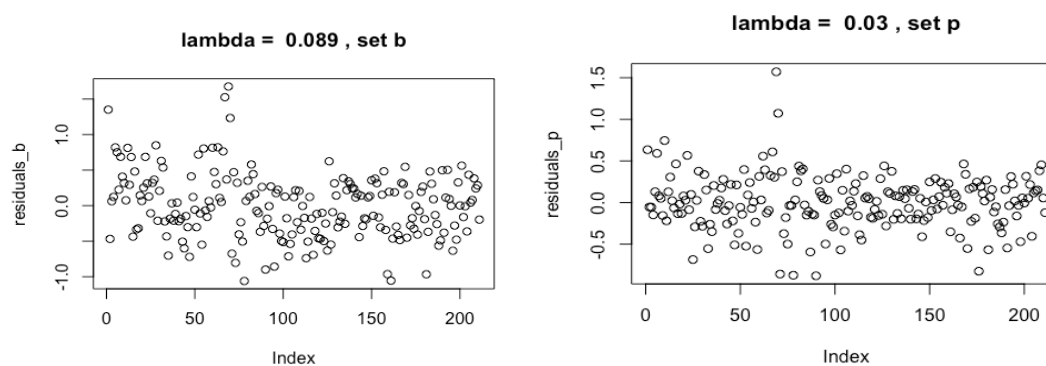 lambda = 0.089 , set b
residuals_b
1.0
0.0
-1.0
0 50 100 150 200
Index
lambda = 0.03 , set p
residuals_p
1.5
1.0
0.5
0.0
-0.5
0 50 100 150 200
Index